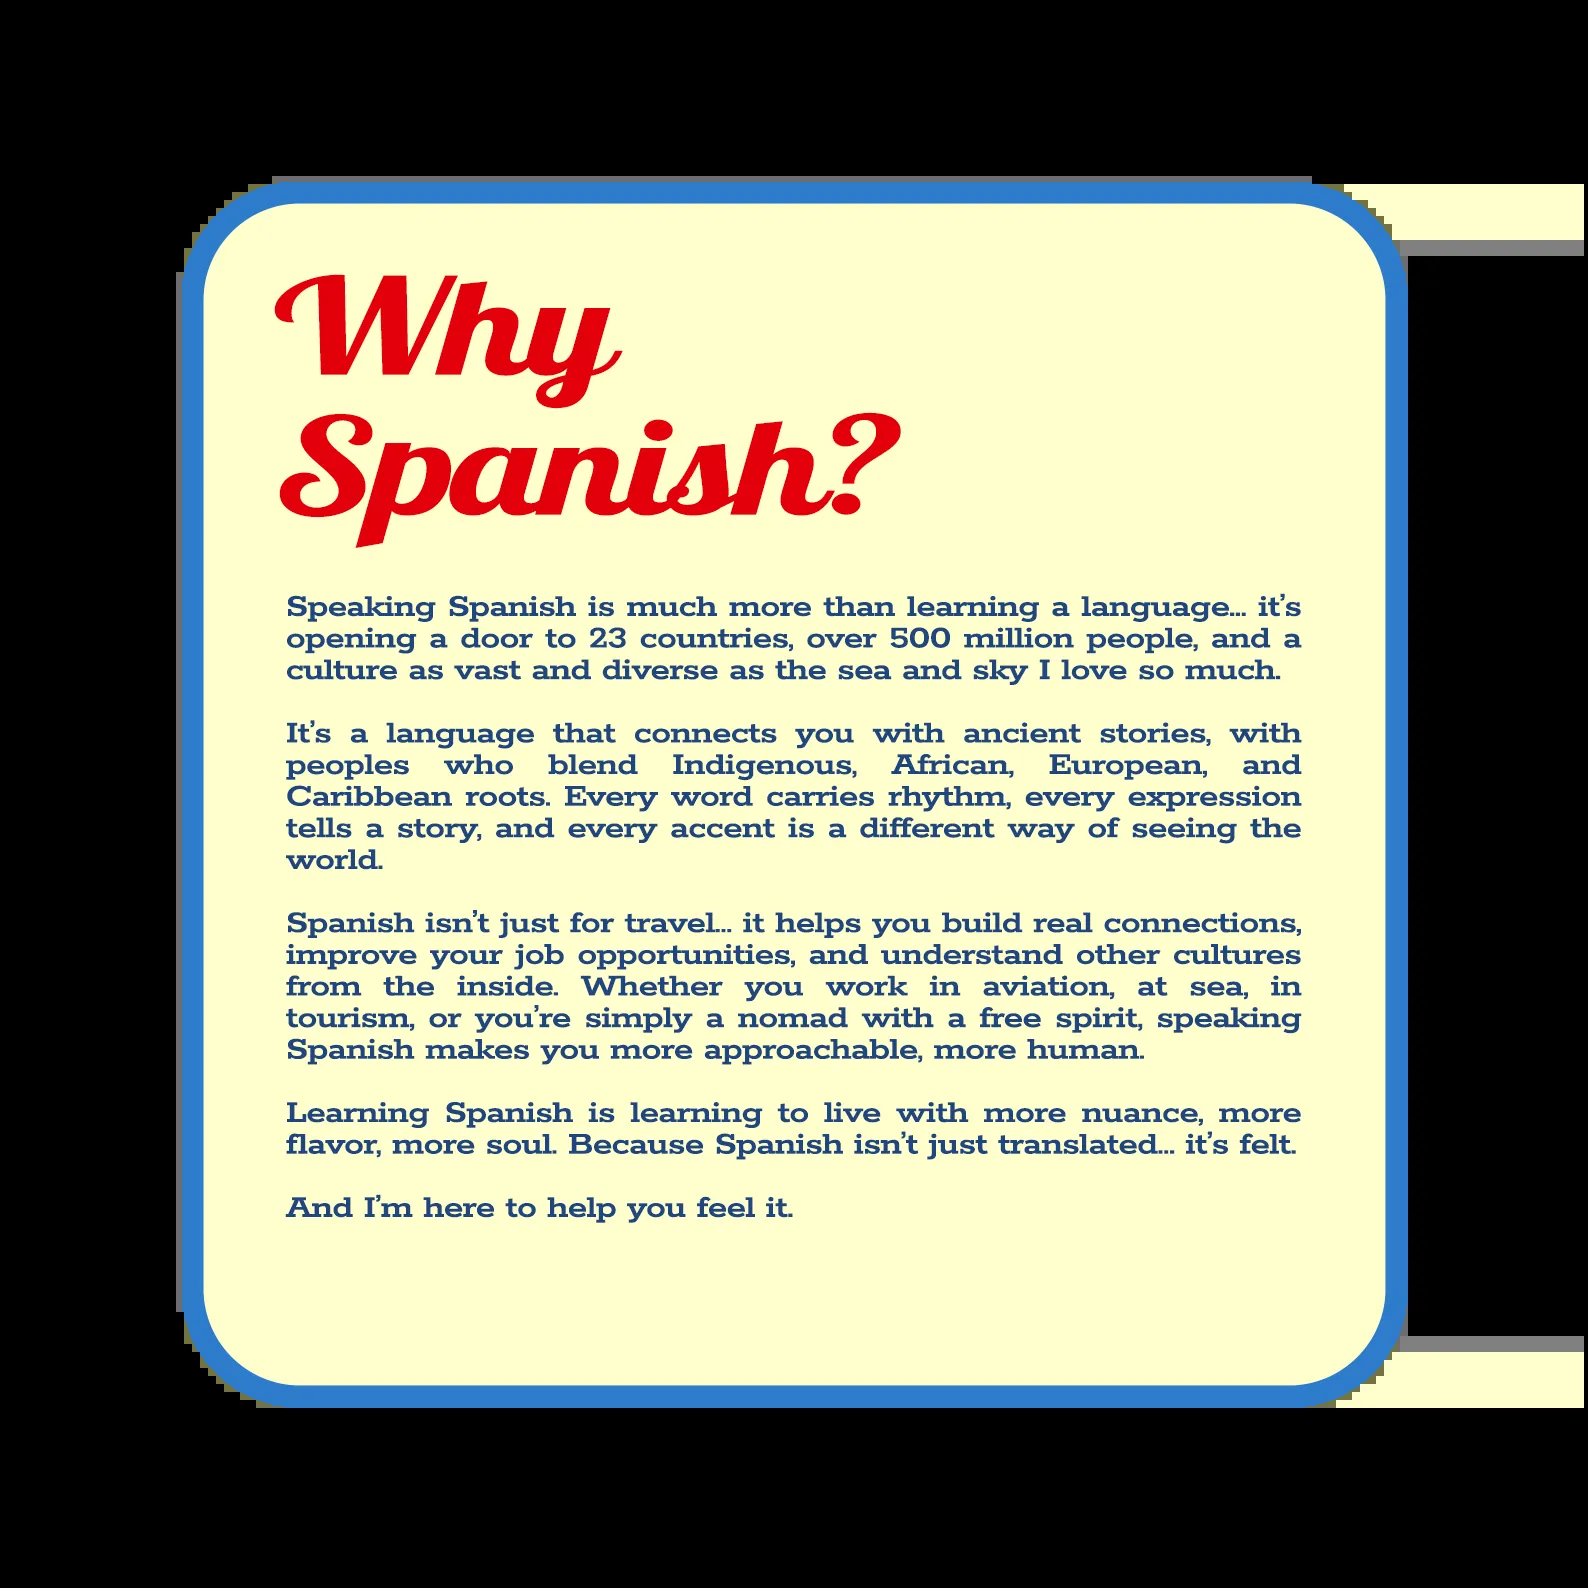 Why
Spanish?
Speaking Spanish is much more than learning a language... it's
opening a door to 23 countries, over 500 million people, and a
culture as vast and diverse as the sea and sky I love so much.
It's a language that connects you with ancient stories, with
peoples who blend Indigenous, African, European, and
Caribbean roots. Every word carries rhythm, every expression
tells a story, and every accent is a different way of seeing the
world.
Spanish isn't just for travel... it helps you build real connections,
improve your job opportunities, and understand other cultures
from the inside. Whether you work in aviation, at sea, in
tourism, or you're simply a nomad with a free spirit, speaking
Spanish makes you more approachable, more human.
Learning Spanish is learning to live with more nuance, more
flavor, more soul. Because Spanish isn't just translated... it's felt.
And I'm here to help you feel it.